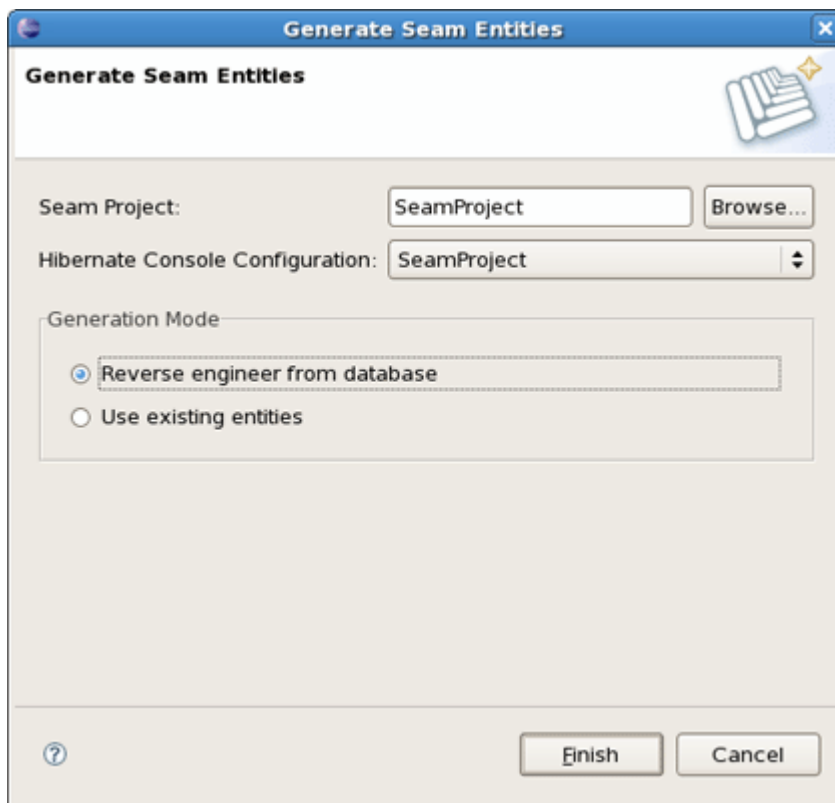 Generate Seam Entities
Generate Seam Entities
Seam Project: SeamProject Browse...
Hibernate Console Configuration: SeamProject
Generation Mode
Reverse engineer from database
Use existing entities
? Finish Cancel